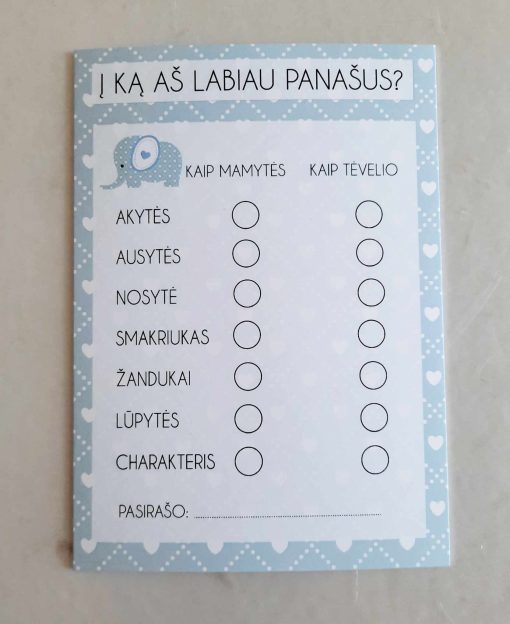 Į KĄ AŠ LABIAU PANAŠUS?
KAIP MAMYTĖS KAIP TĖVELIO
AKYTĖS
AUSYTĖS
NOSYTĖ
SMAKRIUKAS
ŽANDUKAI
LŪPYTĖS
CHARAKTERIS
PASIRAŠO: